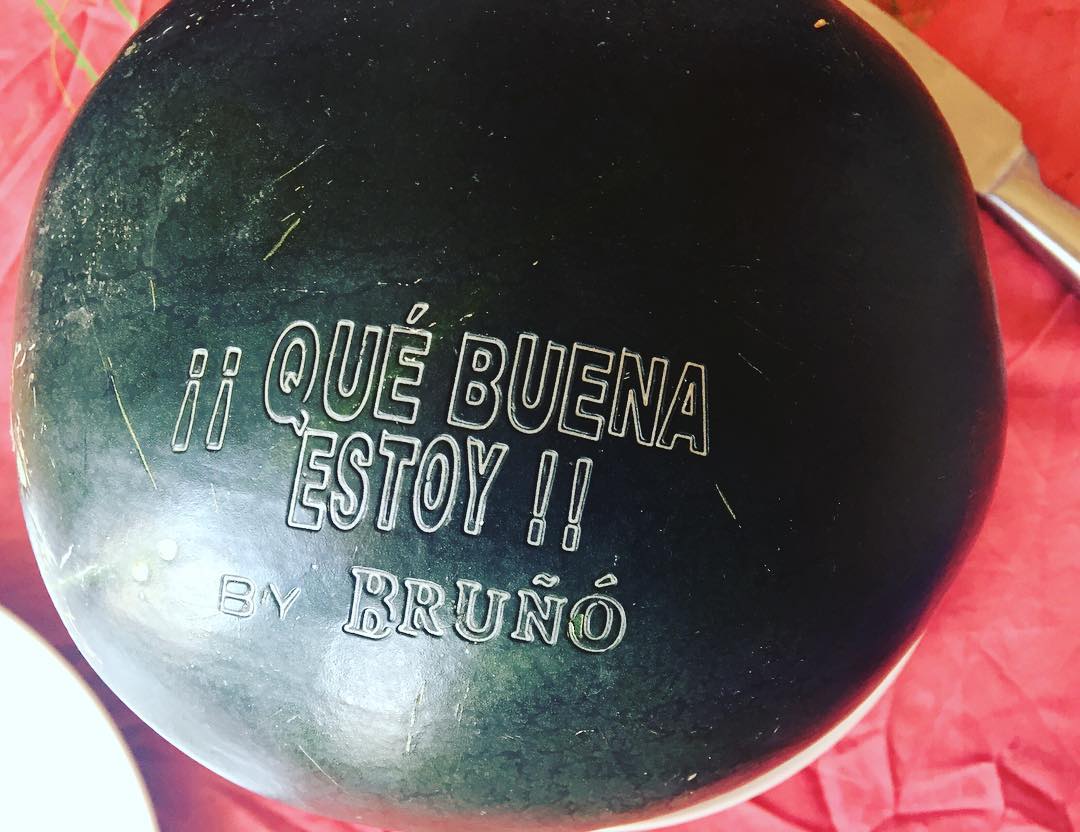 ¡¡ QUÉ BUENA
ESTOY !!
BY BRUÑÓ